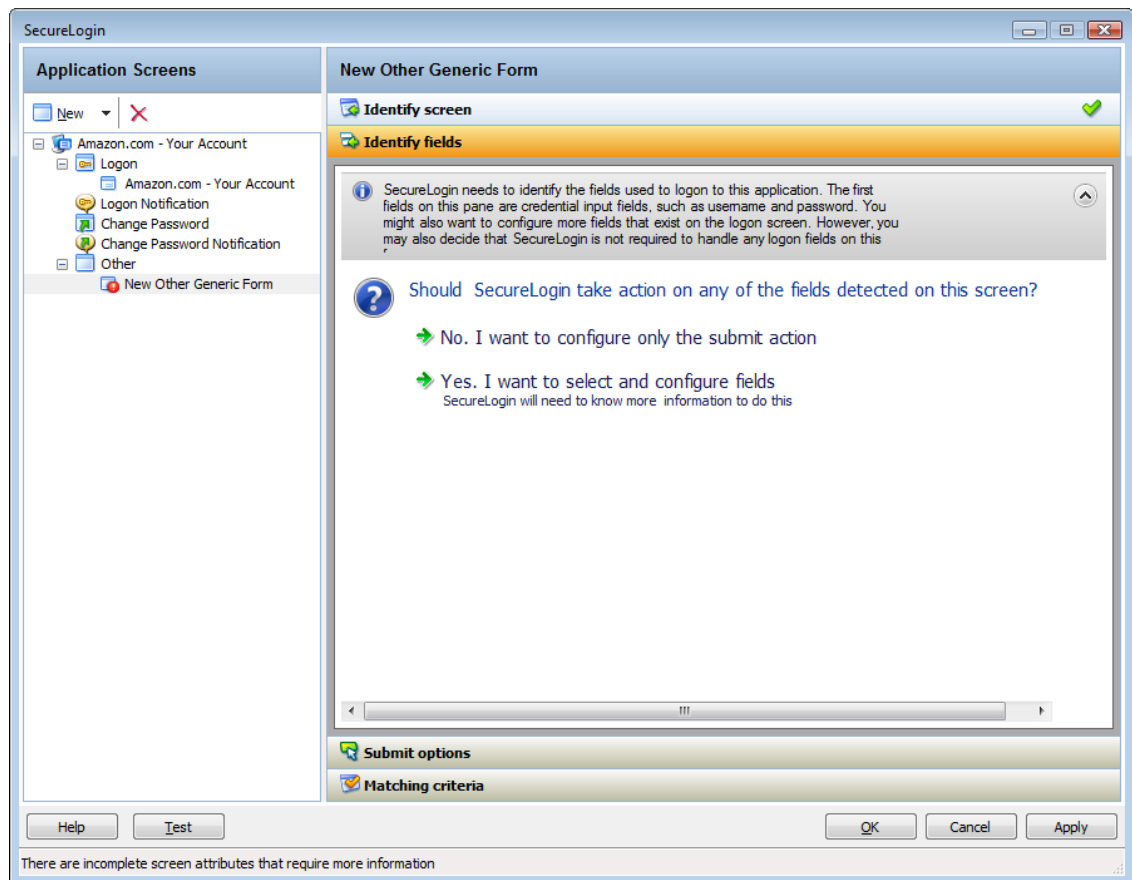 SecureLogin
Application Screens
New
Amazon.com - Your Account
Logon
Amazon.com - Your Account
Logon Notification
Change Password
Change Password Notification
Other
New Other Generic Form
New Other Generic Form
Identify screen
Identify fields
SecureLogin needs to identify the fields used to logon to this application. The first
fields on this pane are credential input fields, such as username and password. You
might also want to configure more fields that exist on the logon screen. However, you
may also decide that SecureLogin is not required to handle any logon fields on this
Should SecureLogin take action on any of the fields detected on this screen?
No. I want to configure only the submit action
Yes. I want to select and configure fields
SecureLogin will need to know more information to do this
Submit options
Matching criteria
Help
Test
OK
Cancel
Apply
There are incomplete screen attributes that require more information